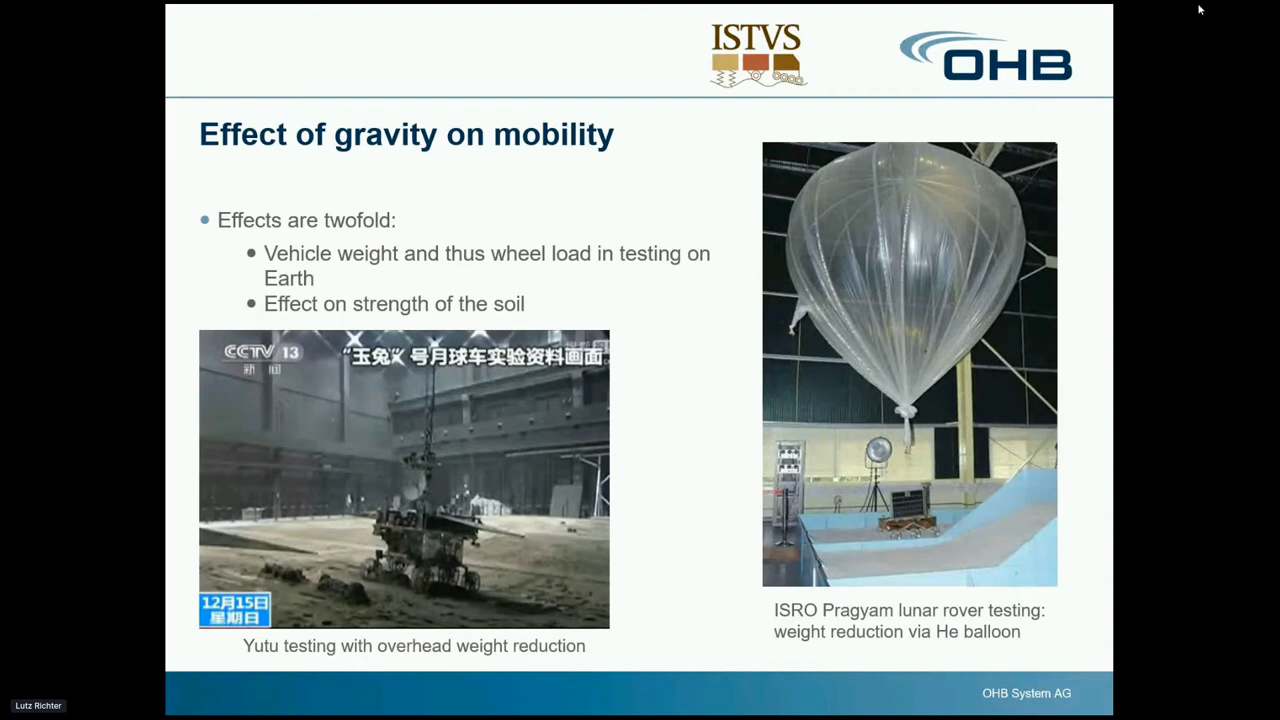 ISTVS
OHB
Effect of gravity on mobility
Effects are twofold:
Vehicle weight and thus wheel load in testing on
Earth
Effect on strength of the soil
CCTV 13
新闻
“玉兔” 号月球车实验资料画面
12月15日
星期日
Yutu testing with overhead weight reduction
ISRO Pragyam lunar rover testing:
weight reduction via He balloon
OHB System AG
Lutz Richter